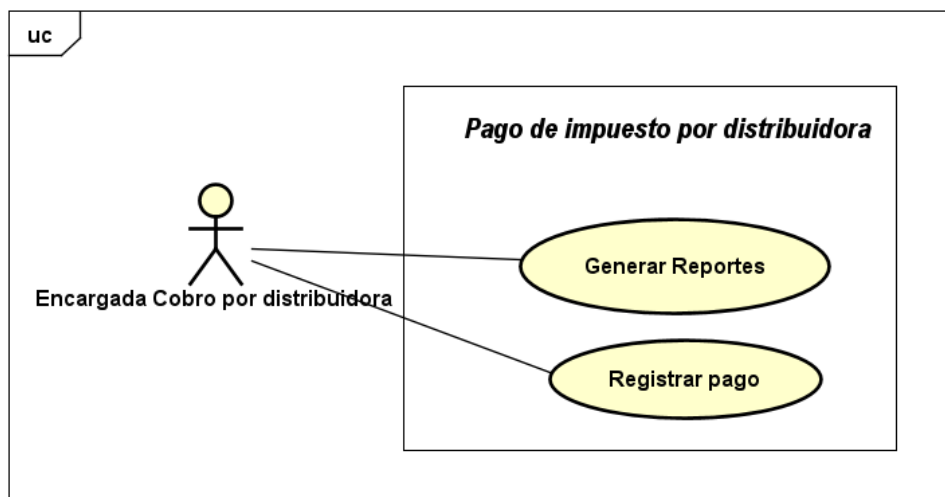 uc
Pago de impuesto por distribuidora
Generar Reportes
Encargada Cobro por distribuidora
Registrar pago